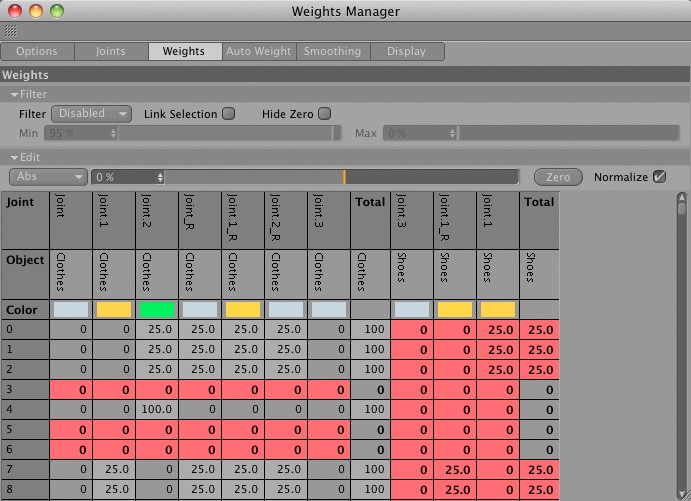 Weights Manager
Options Joints Weights Auto Weight Smoothing Display
Weights
Filter
Filter Disabled Link Selection Hide Zero
Min 95 % Max 0 %
Edit
Abs 0 % Zero Normalize
Joint Joint Joint.1 Joint.2 Joint_R Joint.1_R Joint.2_R Joint.3 Total Joint.3 Joint.1_R Joint.1 Total
Object Clothes Clothes Clothes Clothes Clothes Clothes Clothes Clothes Shoes Shoes Shoes Shoes
Color
0 0 0 25.0 25.0 25.0 25.0 0 100 0 0 25.0 25.0
1 0 0 25.0 25.0 25.0 25.0 0 100 0 0 25.0 25.0
2 0 0 25.0 25.0 25.0 25.0 0 100 0 0 25.0 25.0
3 0 0 0 0 0 0 0 0 0 0 0 0
4 0 0 100.0 0 0 0 0 100 0 0 0 0
5 0 0 0 0 0 0 0 0 0 0 0 0
6 0 0 0 0 0 0 0 0 0 0 0 0
7 0 25.0 0 25.0 25.0 25.0 0 100 0 25.0 0 25.0
8 0 25.0 0 25.0 25.0 25.0 0 100 0 25.0 0 25.0